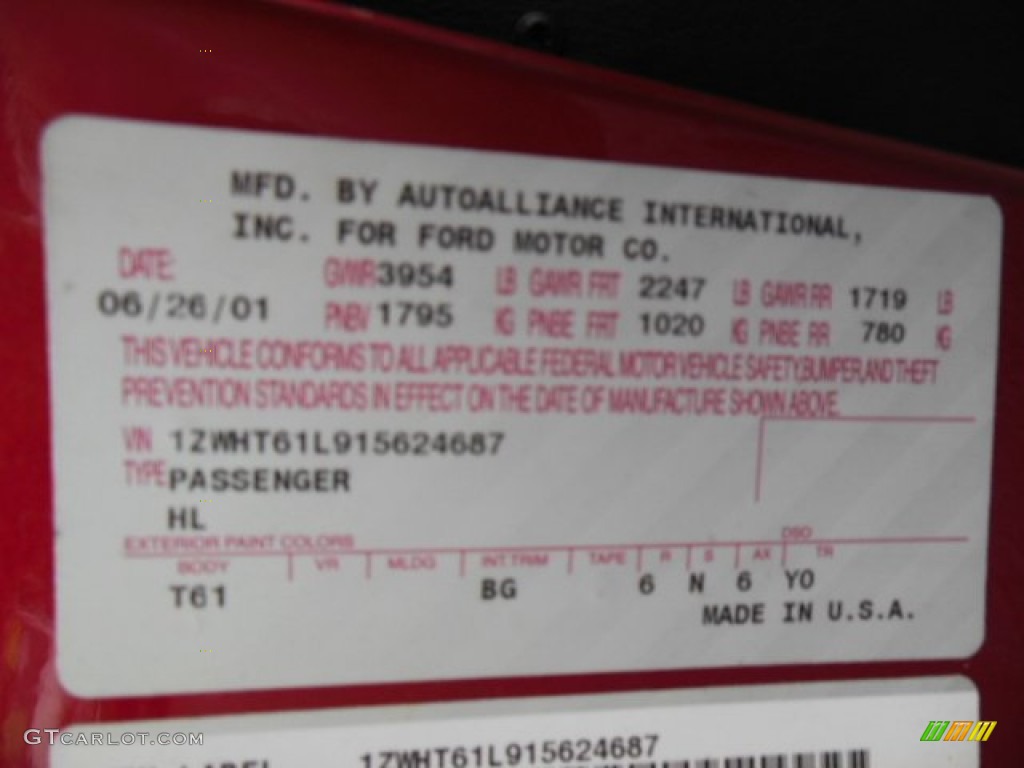 MFD. BY AUTOALLIANCE INTERNATIONAL,
INC. FOR FORD MOTOR CO.
DATE: GVWR 3954 LB GAWR FRT 2247 LB GAWR RR 1719 LB
06/26/01 PNBV 1795 KG PNBE FRT 1020 KG PNBE RR 780 KG
THIS VEHICLE CONFORMS TO ALL APPLICABLE FEDERAL MOTOR VEHICLE SAFETY, BUMPER, AND THEFT
PREVENTION STANDARDS IN EFFECT ON THE DATE OF MANUFACTURE SHOWN ABOVE.
VIN 1ZWHT61L915624687
TYPE PASSENGER
HL
EXTERIOR PAINT COLORS DSO
BODY VR MLDG INT TRIM TAPE R S AX TR
T61 BG 6 N 6 Y0
MADE IN U.S.A.
1ZWHT61L915624687
GTCARLOT.COM